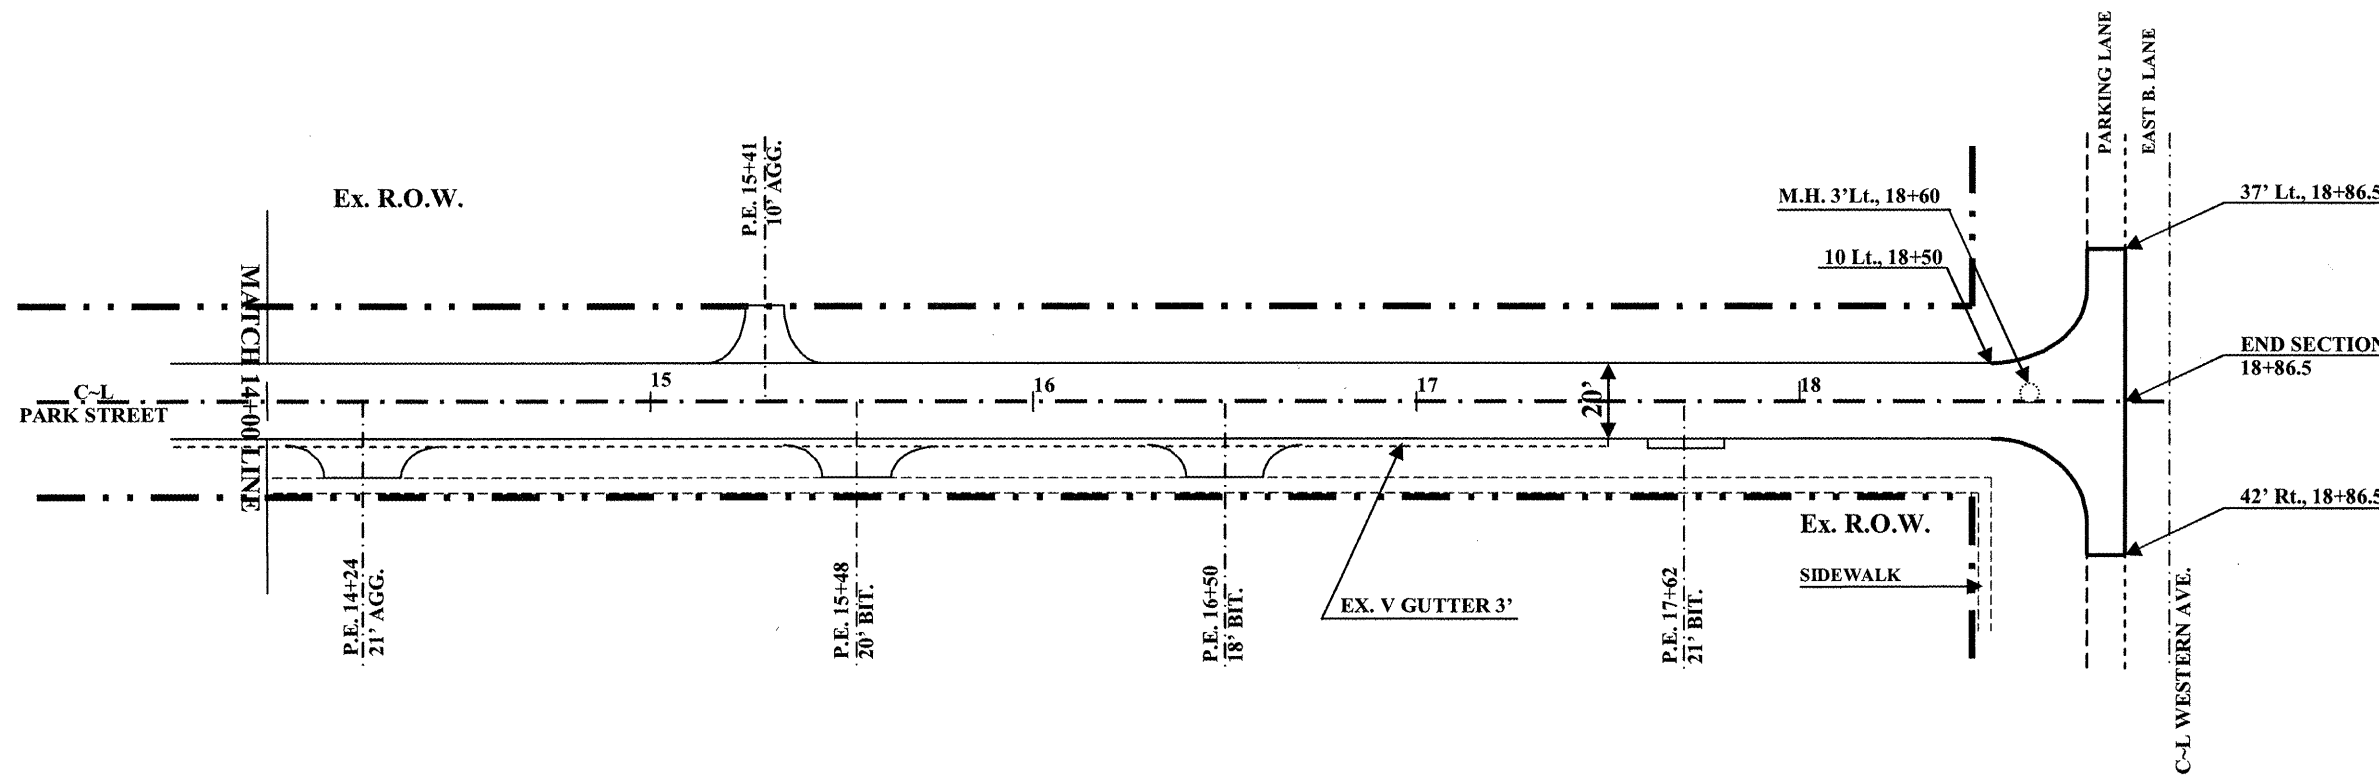 PARKING LANE
EAST B. LANE
P.E. 15+41
10' AGG.
Ex. R.O.W.
M.H. 3'Lt., 18+60
37' Lt., 18+86.5
10 Lt., 18+50
MATCH 14+00 LINE
15
16
17
18
20'
C~L
PARK STREET
END SECTION
18+86.5
42' Rt., 18+86.5
Ex. R.O.W.
SIDEWALK
EX. V GUTTER 3'
P.E. 14+24
21' AGG.
P.E. 15+48
20' BIT.
P.E. 16+50
18' BIT.
P.E. 17+62
21' BIT.
C~L WESTERN AVE.